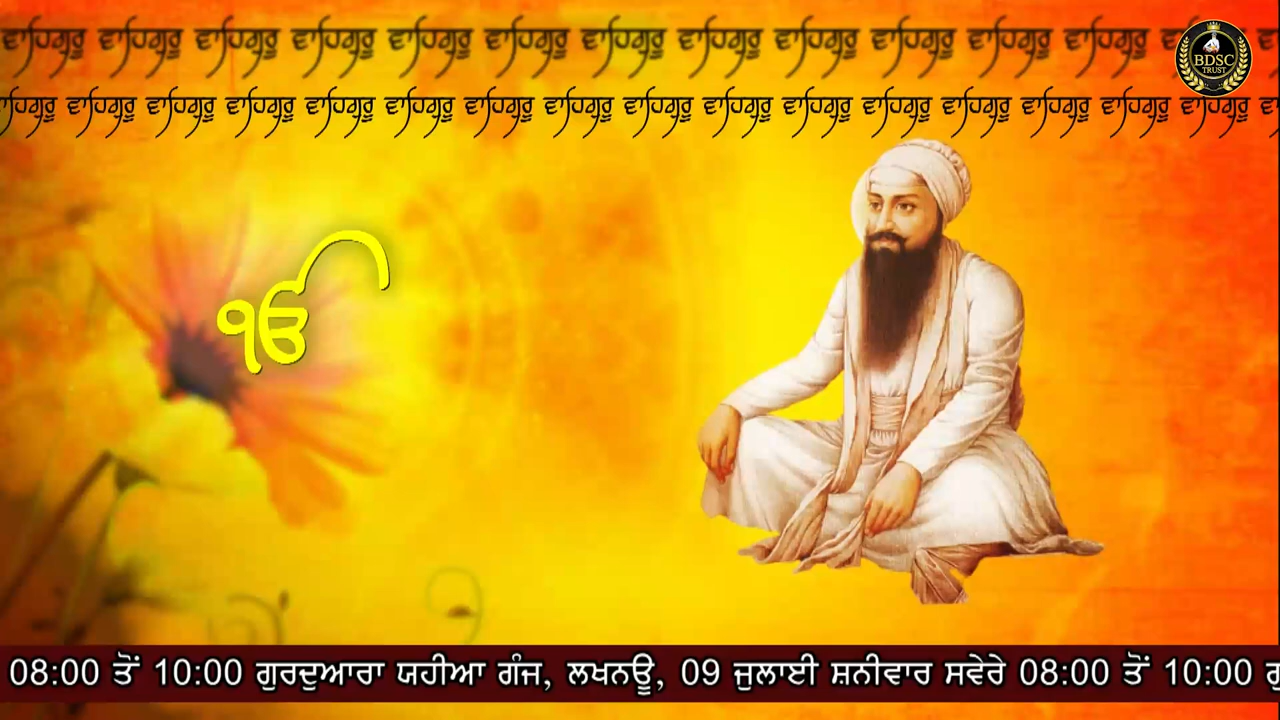 ਵਾਹਿਗੁਰੂ ਵਾਹਿਗੁਰੂ ਵਾਹਿਗੁਰੂ ਵਾਹਿਗੁਰੂ ਵਾਹਿਗੁਰੂ ਵਾਹਿਗੁਰੂ ਵਾਹਿਗੁਰੂ ਵਾਹਿਗੁਰੂ ਵਾਹਿਗੁਰੂ ਵਾਹਿਗੁਰੂ ਵਾਹਿਗੁਰੂ ਵਾਹਿਗੁਰੂ
BDSC
TRUST
ਵਾਹਿਗੁਰੂ ਵਾਹਿਗੁਰੂ ਵਾਹਿਗੁਰੂ ਵਾਹਿਗੁਰੂ ਵਾਹਿਗੁਰੂ ਵਾਹਿਗੁਰੂ ਵਾਹਿਗੁਰੂ ਵਾਹਿਗੁਰੂ ਵਾਹਿਗੁਰੂ ਵਾਹਿਗੁਰੂ ਵਾਹਿਗੁਰੂ ਵਾਹਿਗੁਰੂ ਵਾਹਿਗੁਰੂ ਵਾਹਿਗੁਰੂ ਵਾਹਿਗੁਰੂ
ੴ
08:00 ਤੋਂ 10:00 ਗੁਰਦੁਆਰਾ ਯਹੀਆ ਗੰਜ, ਲਖਨਊ, 09 ਜੁਲਾਈ ਸ਼ਨੀਵਾਰ ਸਵੇਰੇ 08:00 ਤੋਂ 10:00